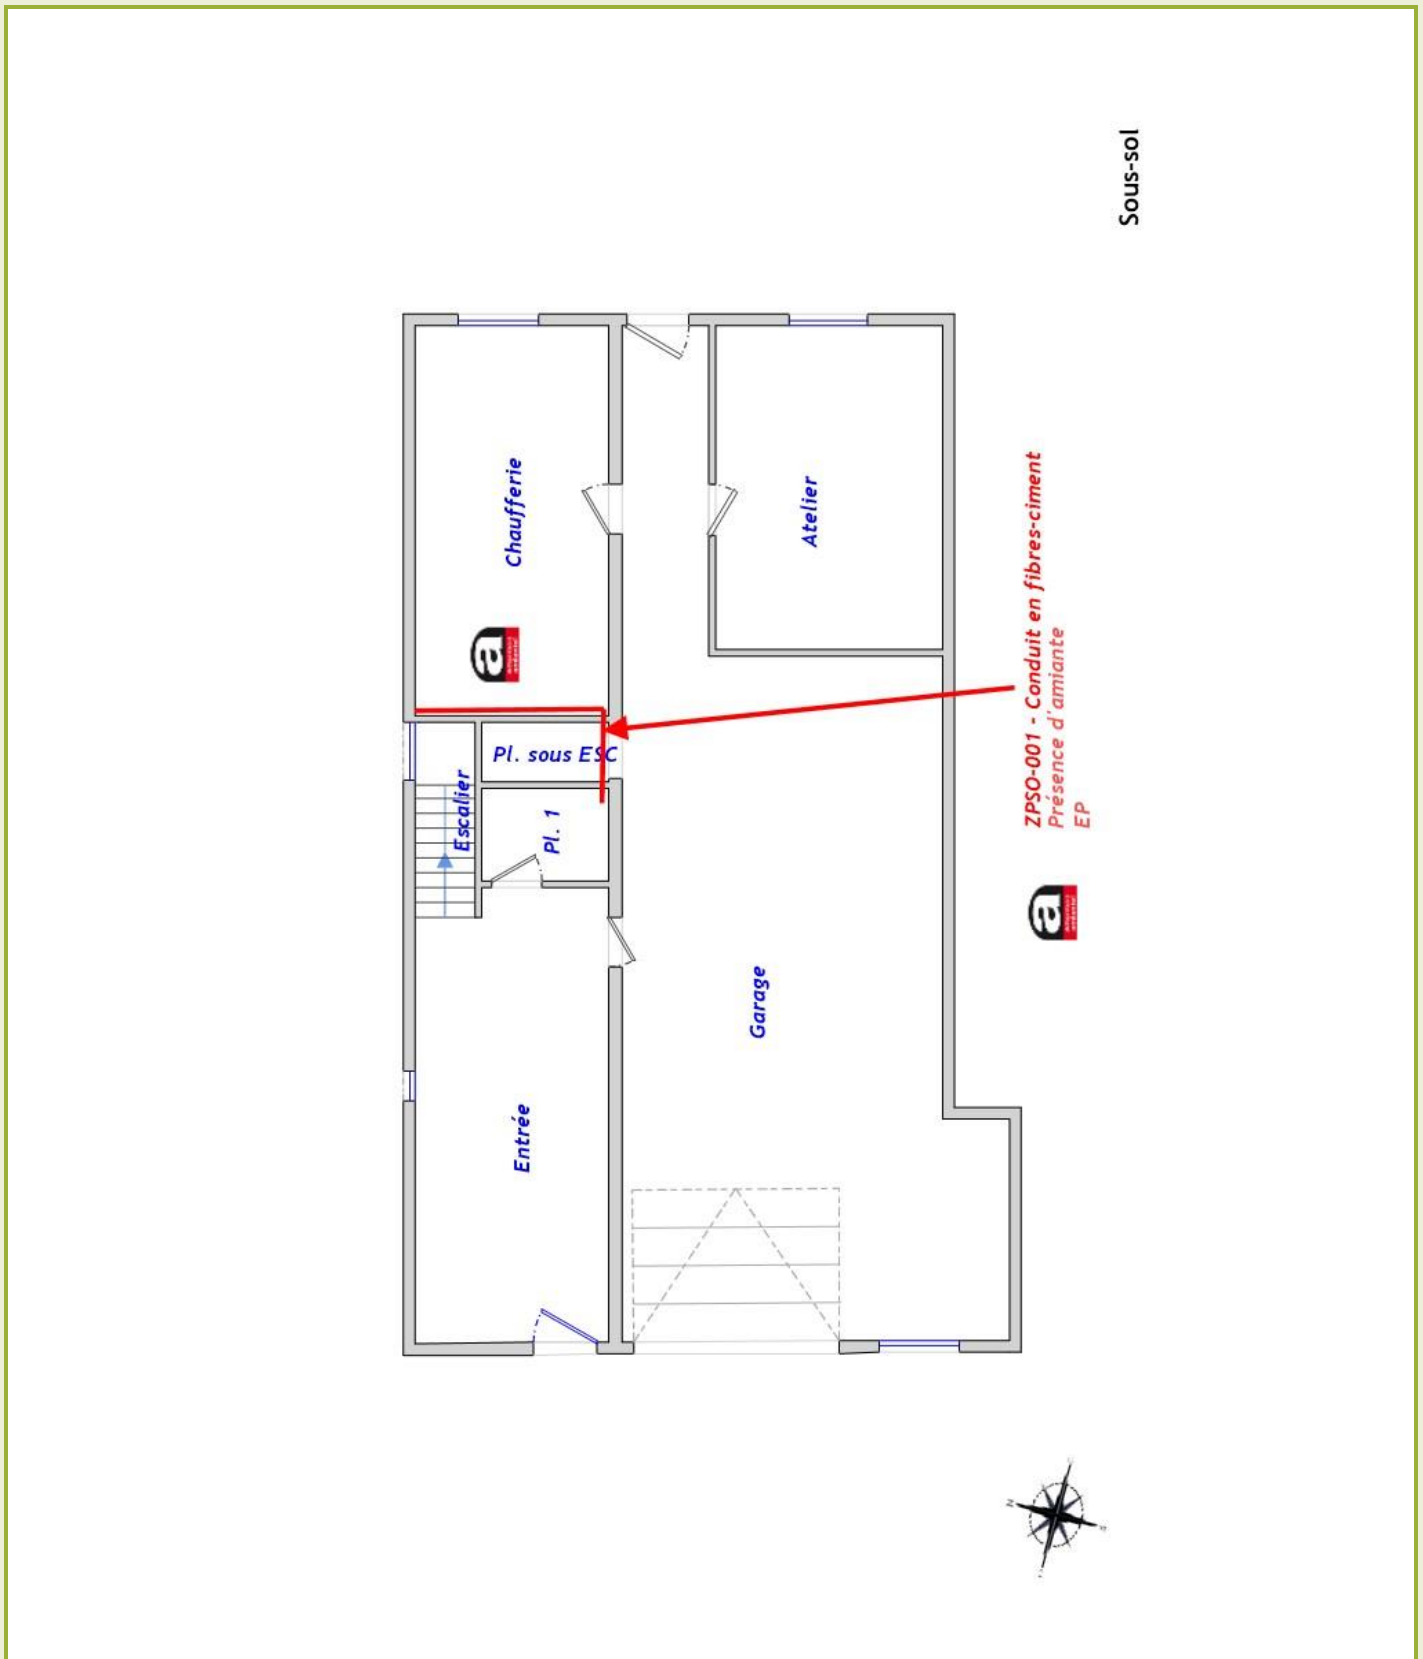 Sous-sol
Chaufferie
Atelier
ZPSO-001 - Conduit en fibres-ciment
Présence d'amiante
EP
a
Pl. sous ESC
Escalier
Pl. 1
a
Garage
Entrée
N